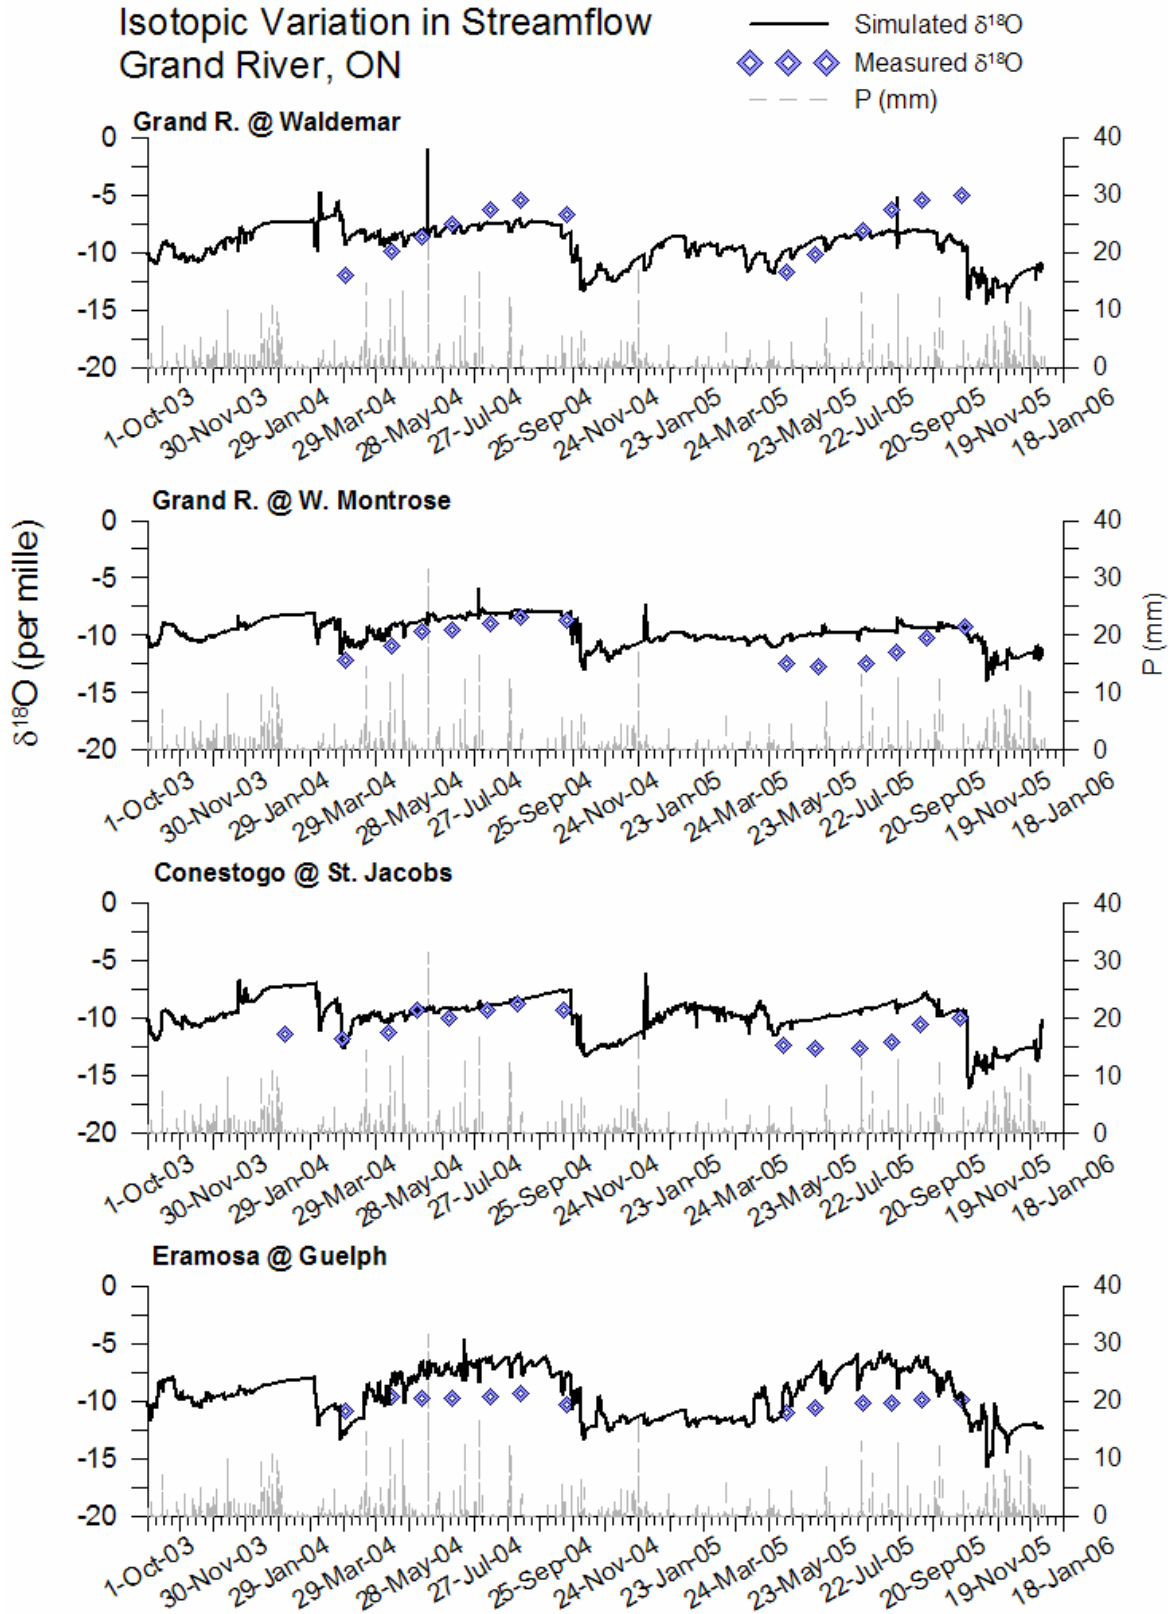 Isotopic Variation in Streamflow
Grand River, ON
Simulated δ18O
Measured δ18O
P (mm)
Grand R. @ Waldemar
0
-5
-10
-15
-20
40
30
20
10
0
1-Oct-03
30-Nov-03
29-Jan-04
29-Mar-04
28-May-04
27-Jul-04
25-Sep-04
24-Nov-04
23-Jan-05
24-Mar-05
23-May-05
22-Jul-05
20-Sep-05
19-Nov-05
18-Jan-06
δ18O (per mille)
P (mm)
Grand R. @ W. Montrose
0
-5
-10
-15
-20
40
30
20
10
0
1-Oct-03
30-Nov-03
29-Jan-04
29-Mar-04
28-May-04
27-Jul-04
25-Sep-04
24-Nov-04
23-Jan-05
24-Mar-05
23-May-05
22-Jul-05
20-Sep-05
19-Nov-05
18-Jan-06
Conestogo @ St. Jacobs
0
-5
-10
-15
-20
40
30
20
10
0
1-Oct-03
30-Nov-03
29-Jan-04
29-Mar-04
28-May-04
27-Jul-04
25-Sep-04
24-Nov-04
23-Jan-05
24-Mar-05
23-May-05
22-Jul-05
20-Sep-05
19-Nov-05
18-Jan-06
Eramosa @ Guelph
0
-5
-10
-15
-20
40
30
20
10
0
1-Oct-03
30-Nov-03
29-Jan-04
29-Mar-04
28-May-04
27-Jul-04
25-Sep-04
24-Nov-04
23-Jan-05
24-Mar-05
23-May-05
22-Jul-05
20-Sep-05
19-Nov-05
18-Jan-06